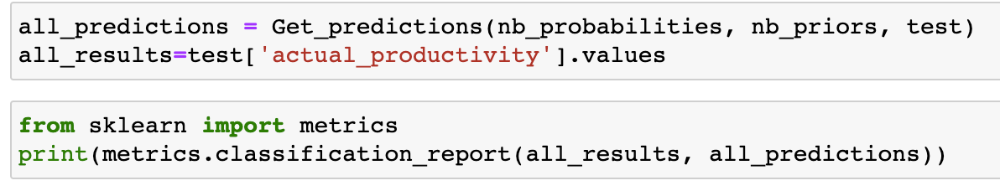 all_predictions = Get_predictions(nb_probabilities, nb_priors, test)
all_results=test['actual_productivity'].values
from sklearn import metrics
print(metrics.classification_report(all_results, all_predictions))